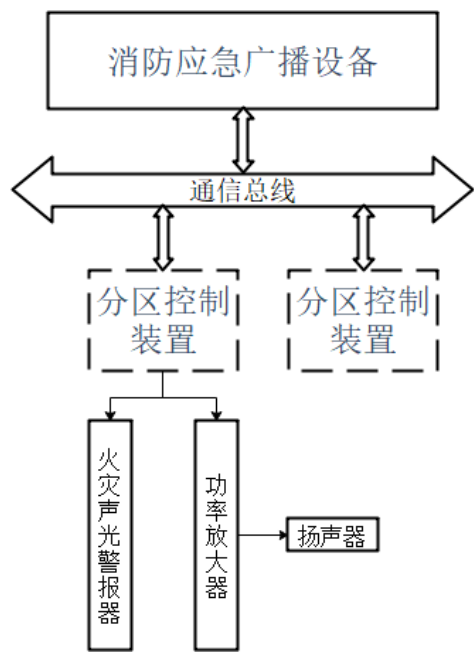 消防应急广播设备
通信总线
分区控制
装置
分区控制
装置
火灾声光警报器
功率放大器
扬声器